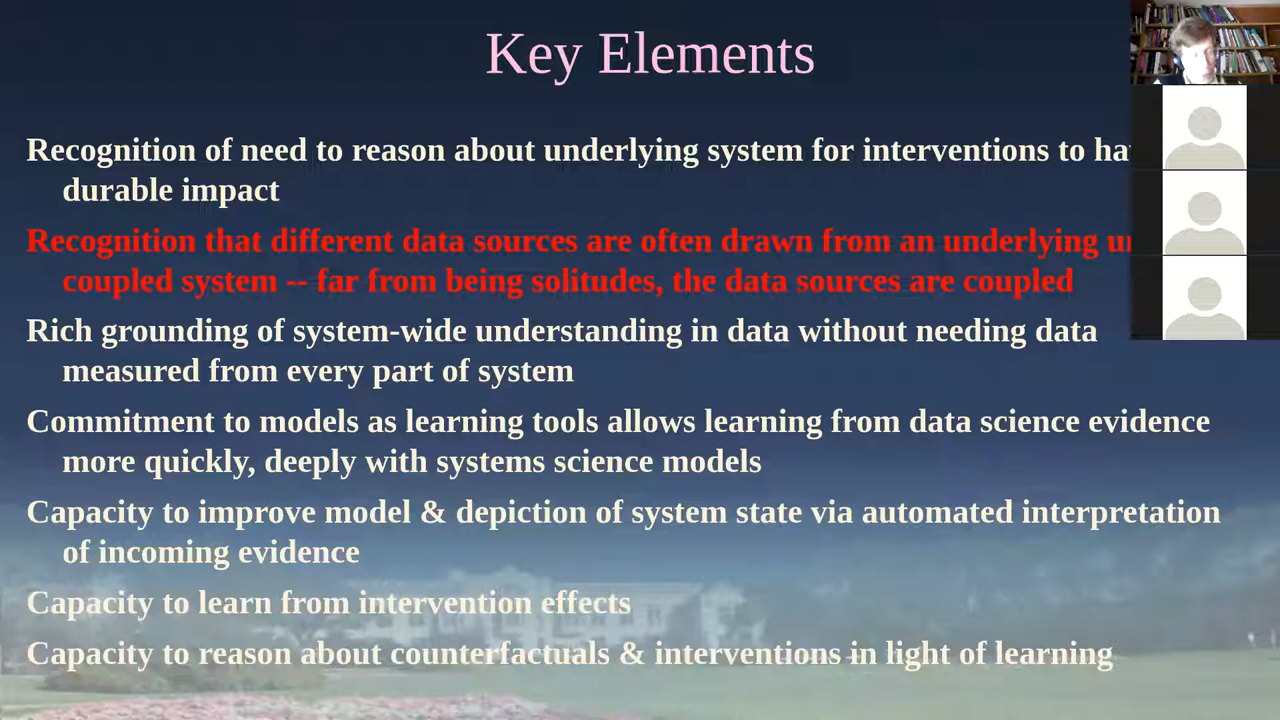 Key Elements
Recognition of need to reason about underlying system for interventions to
durable impact
Recognition that different data sources are often drawn from an underlying
coupled system -- far from being solitudes, the data sources are coupled
Rich grounding of system-wide understanding in data without needing data
measured from every part of system
Commitment to models as learning tools allows learning from data science evidence
more quickly, deeply with systems science models
Capacity to improve model & depiction of system state via automated interpretation
of incoming evidence
Capacity to learn from intervention effects
Capacity to reason about counterfactuals & interventions in light of learning